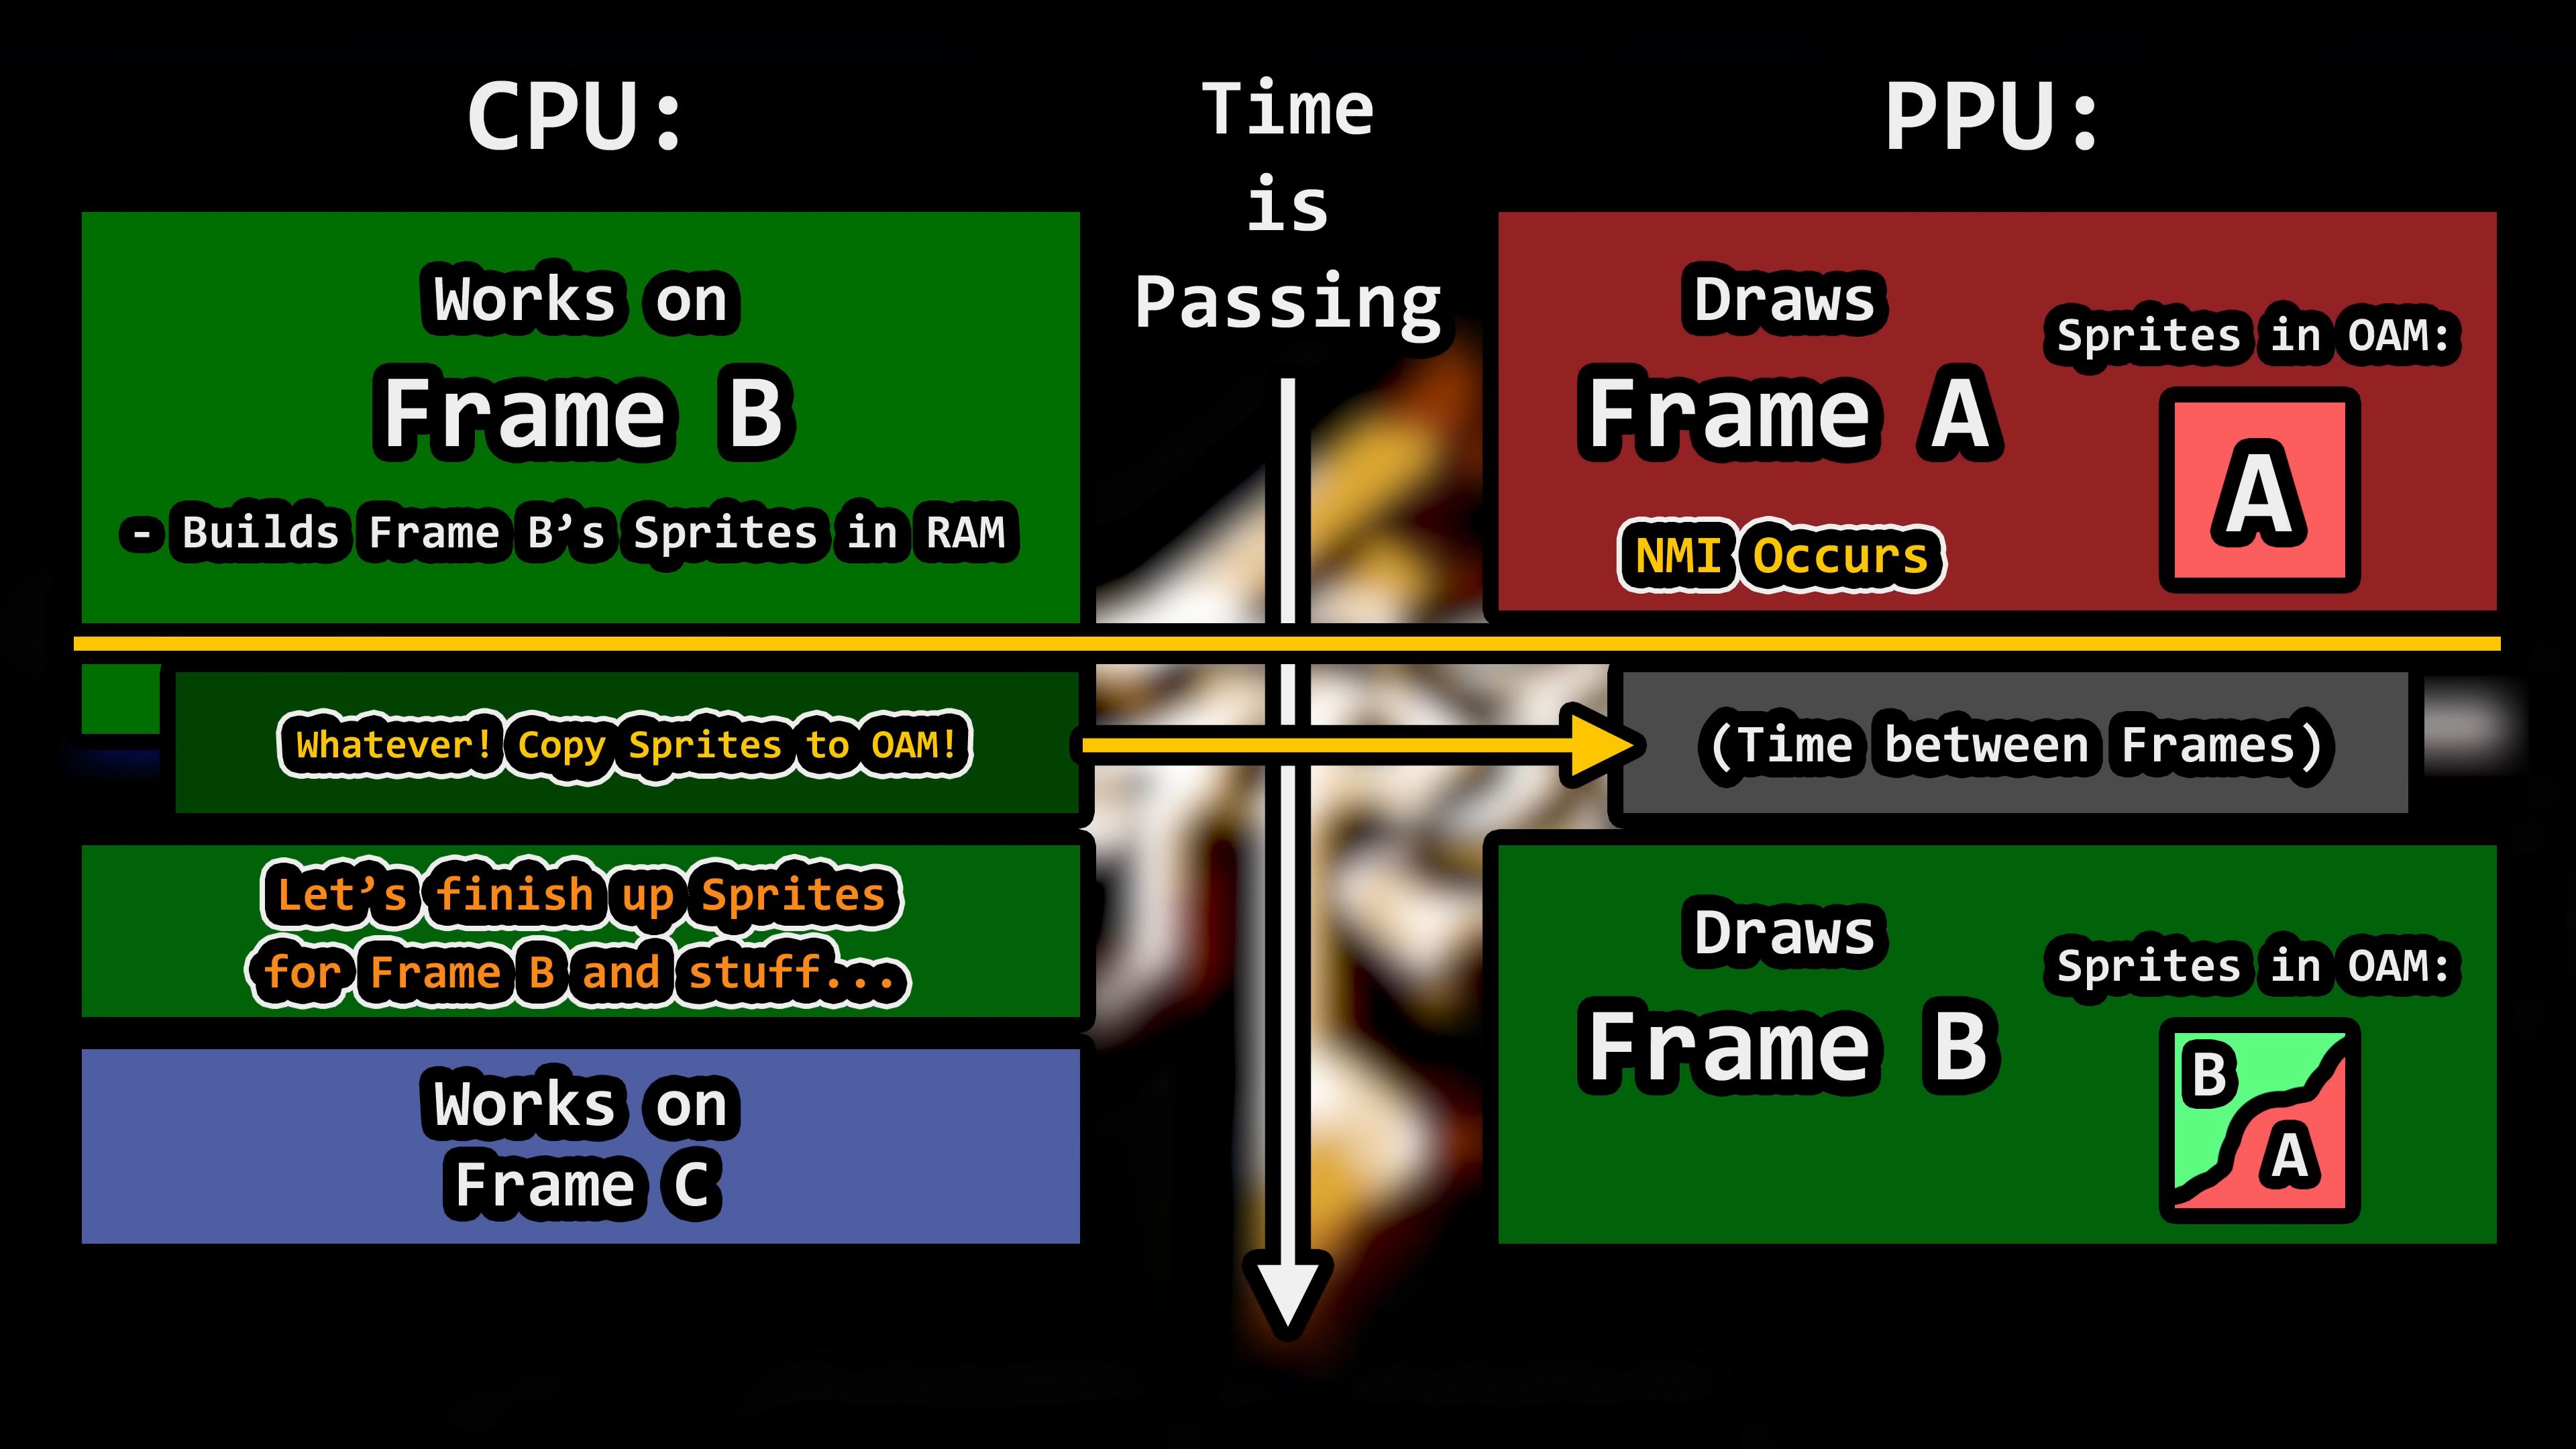 CPU:
Time
is
Passing
PPU:
Works on
Frame B
- Builds Frame B’s Sprites in RAM
Draws
Frame A
NMI Occurs
Sprites in OAM:
A
Whatever! Copy Sprites to OAM!
(Time between Frames)
Let’s finish up Sprites
for Frame B and stuff...
Works on
Frame C
Draws
Frame B
Sprites in OAM:
B
A